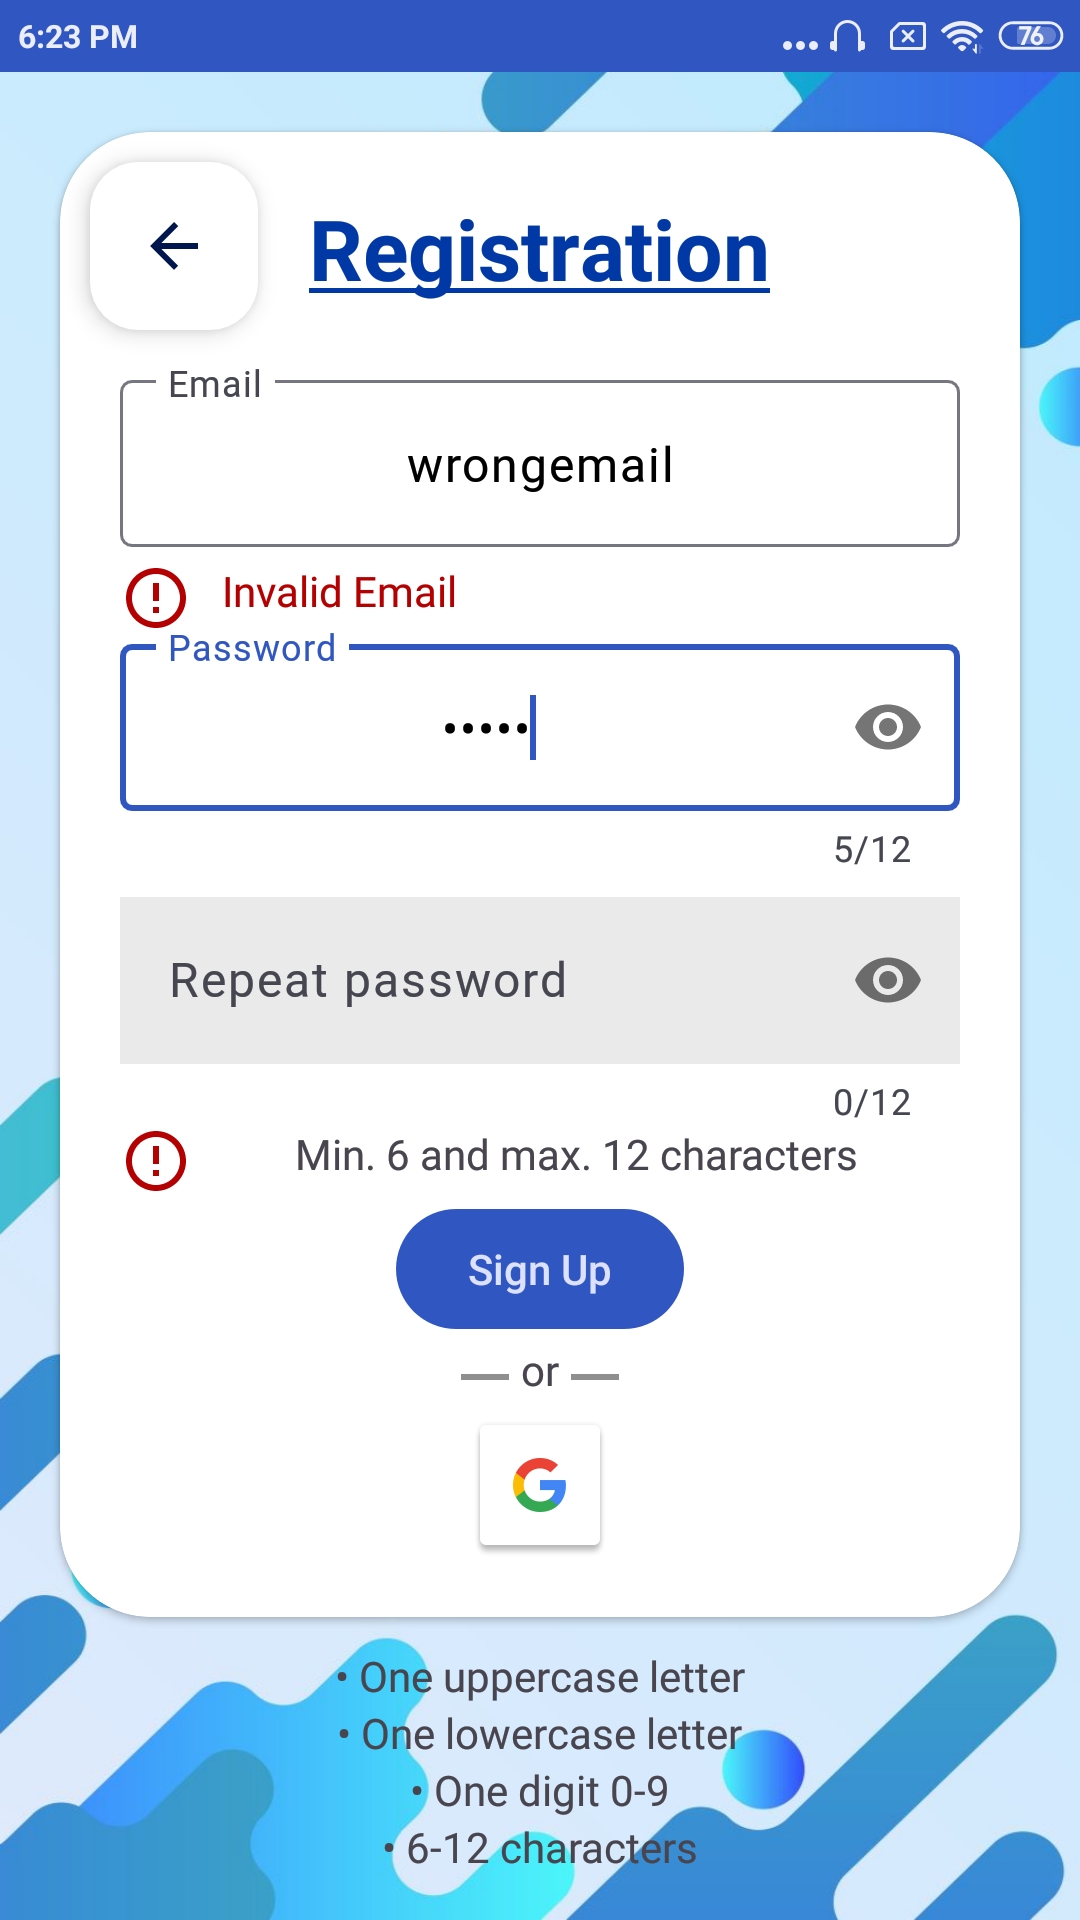 6:23 PM
76
Registration
Email
wrongemail
Invalid Email
Password
•••••
5/12
Repeat password
0/12
Min. 6 and max. 12 characters
Sign Up
or
• One uppercase letter
• One lowercase letter
• One digit 0-9
• 6-12 characters